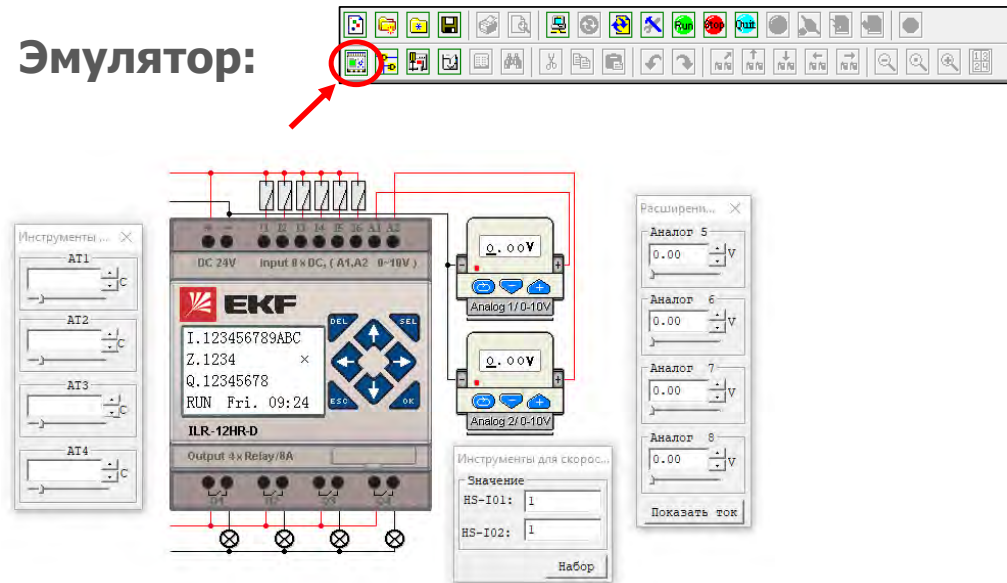 Эмулятор:
Run Stop Quit
Инструменты ...
AT1
C
AT2
C
AT3
C
AT4
C
+ - I1 I2 I3 I4 I5 I6 A1 A2
DC 24V Input 8 x DC, ( A1,A2 0~10V )
EKF
DEL SEL
ESC OK
I.123456789ABC
Z.1234 ×
Q.12345678
RUN Fri. 09:24
ILR-12HR-D
Output 4 x Relay/8A
Q1 Q2 Q3 Q4
0.00V
- +
Analog 1/ 0-10V
0.00V
- +
Analog 2/ 0-10V
Инструменты для скорос...
Значение
HS-I01: 1
HS-I02: 1
Набор
Расширени...
Аналог 5
0.00 V
Аналог 6
0.00 V
Аналог 7
0.00 V
Аналог 8
0.00 V
Показать ток